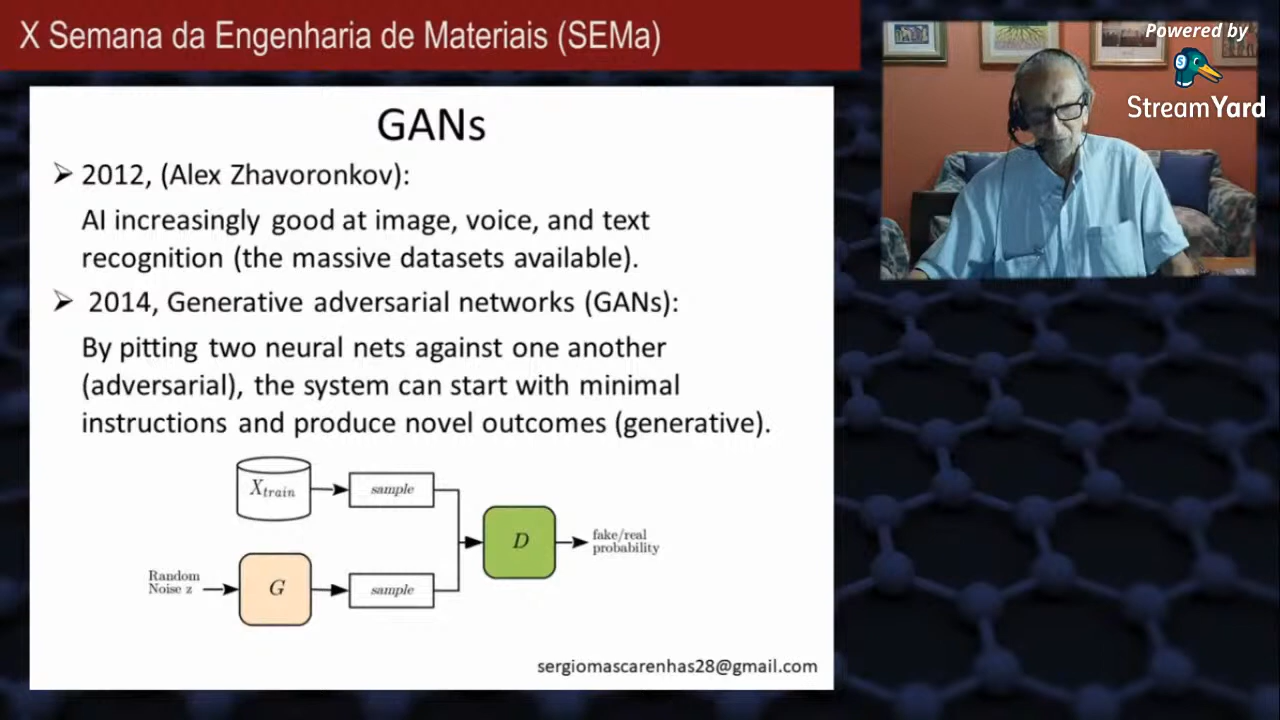 X Semana da Engenharia de Materiais (SEMa)
Powered by
StreamYard
GANs
➢ 2012, (Alex Zhavoronkov):
AI increasingly good at image, voice, and text
recognition (the massive datasets available).
➢ 2014, Generative adversarial networks (GANs):
By pitting two neural nets against one another
(adversarial), the system can start with minimal
instructions and produce novel outcomes (generative).
X_train
sample
D
fake/real
probability
Random
Noise z
G
sample
sergiomascarenhas28@gmail.com